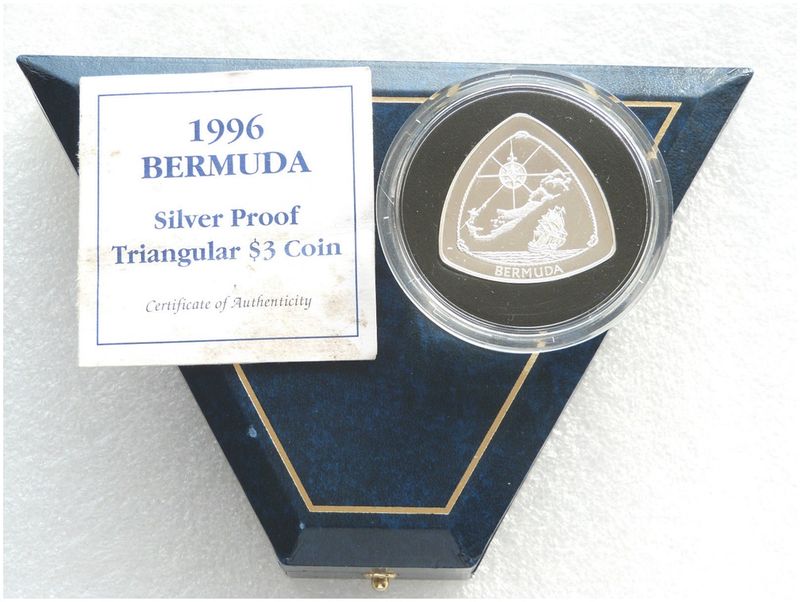 1996
BERMUDA
Silver Proof
Triangular $3 Coin
Certificate of Authenticity
BERMUDA